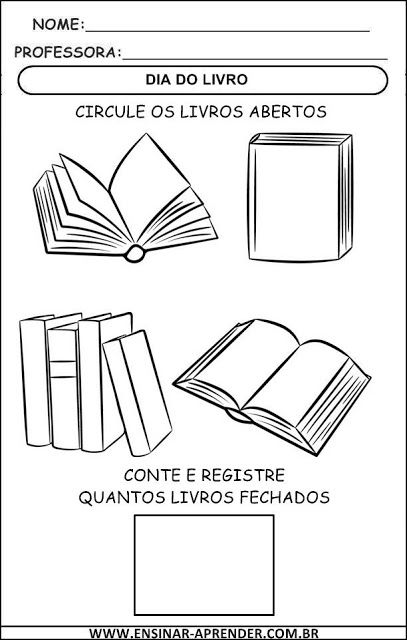 NOME:
PROFESSORA:
DIA DO LIVRO
CIRCULE OS LIVROS ABERTOS
CONTE E REGISTRE
QUANTOS LIVROS FECHADOS
WWW.ENSINAR-APRENDER.COM.BR